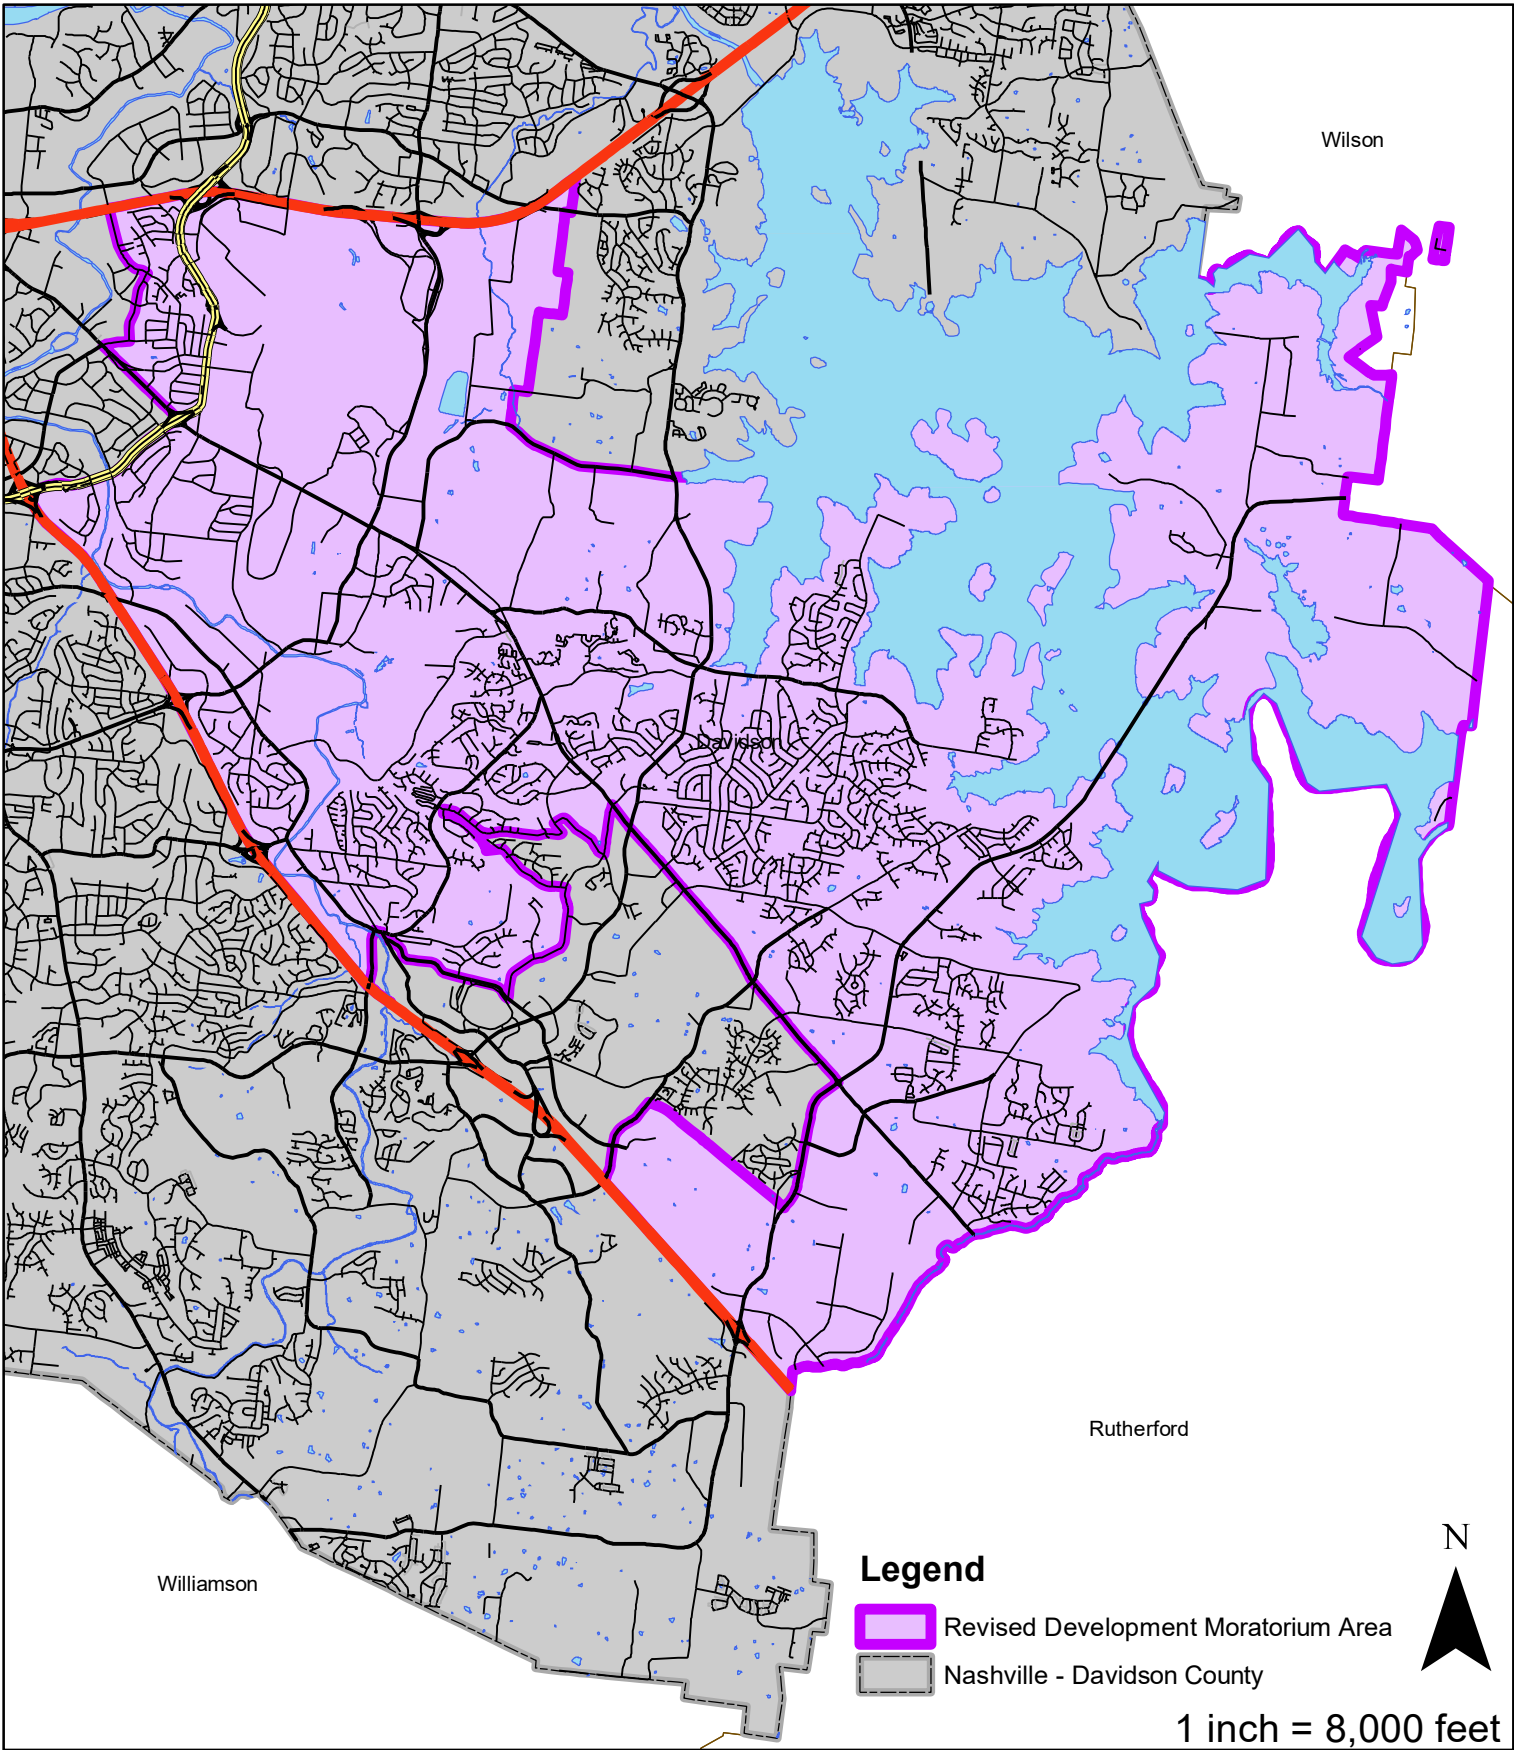 Wilson
Davidson
Rutherford
Williamson
N
Legend
Revised Development Moratorium Area
Nashville - Davidson County
1 inch = 8,000 feet